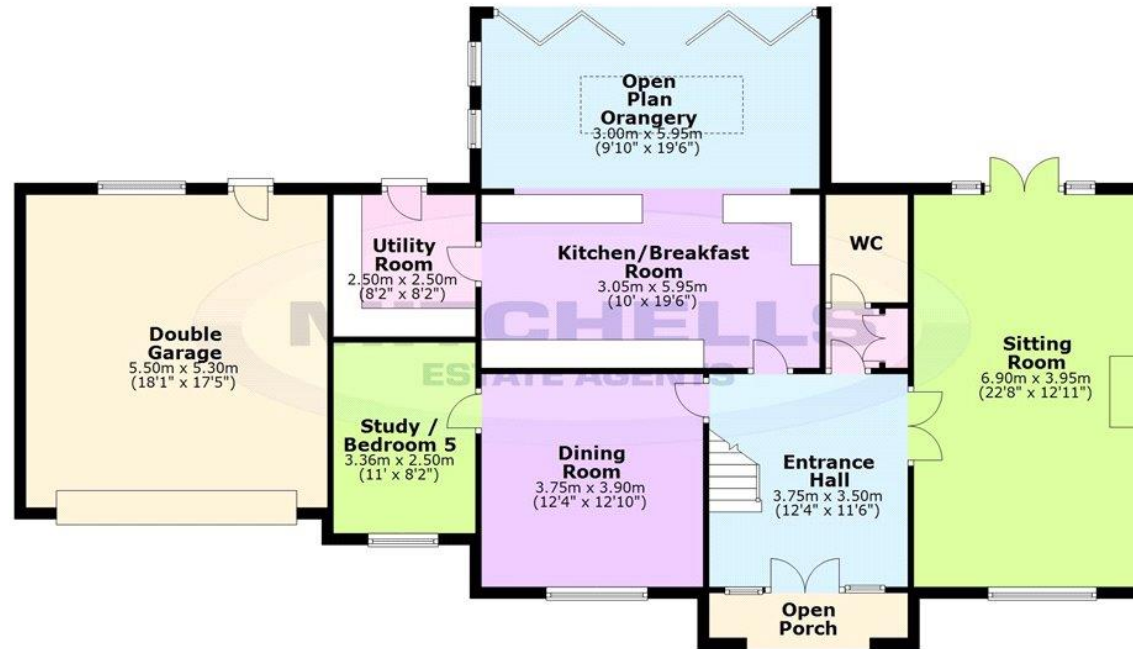 Open
Plan
Orangery
3.00m x 5.95m
(9'10" x 19'6")
Utility
Room
2.50m x 2.50m
(8'2" x 8'2")
Kitchen/Breakfast
Room
3.05m x 5.95m
(10' x 19'6")
WC
Double
Garage
5.50m x 5.30m
(18'1" x 17'5")
MITCHELLS
ESTATE AGENTS
Sitting
Room
6.90m x 3.95m
(22'8" x 12'11")
Study /
Bedroom 5
3.36m x 2.50m
(11' x 8'2")
Dining
Room
3.75m x 3.90m
(12'4" x 12'10")
Entrance
Hall
3.75m x 3.50m
(12'4" x 11'6")
Open
Porch